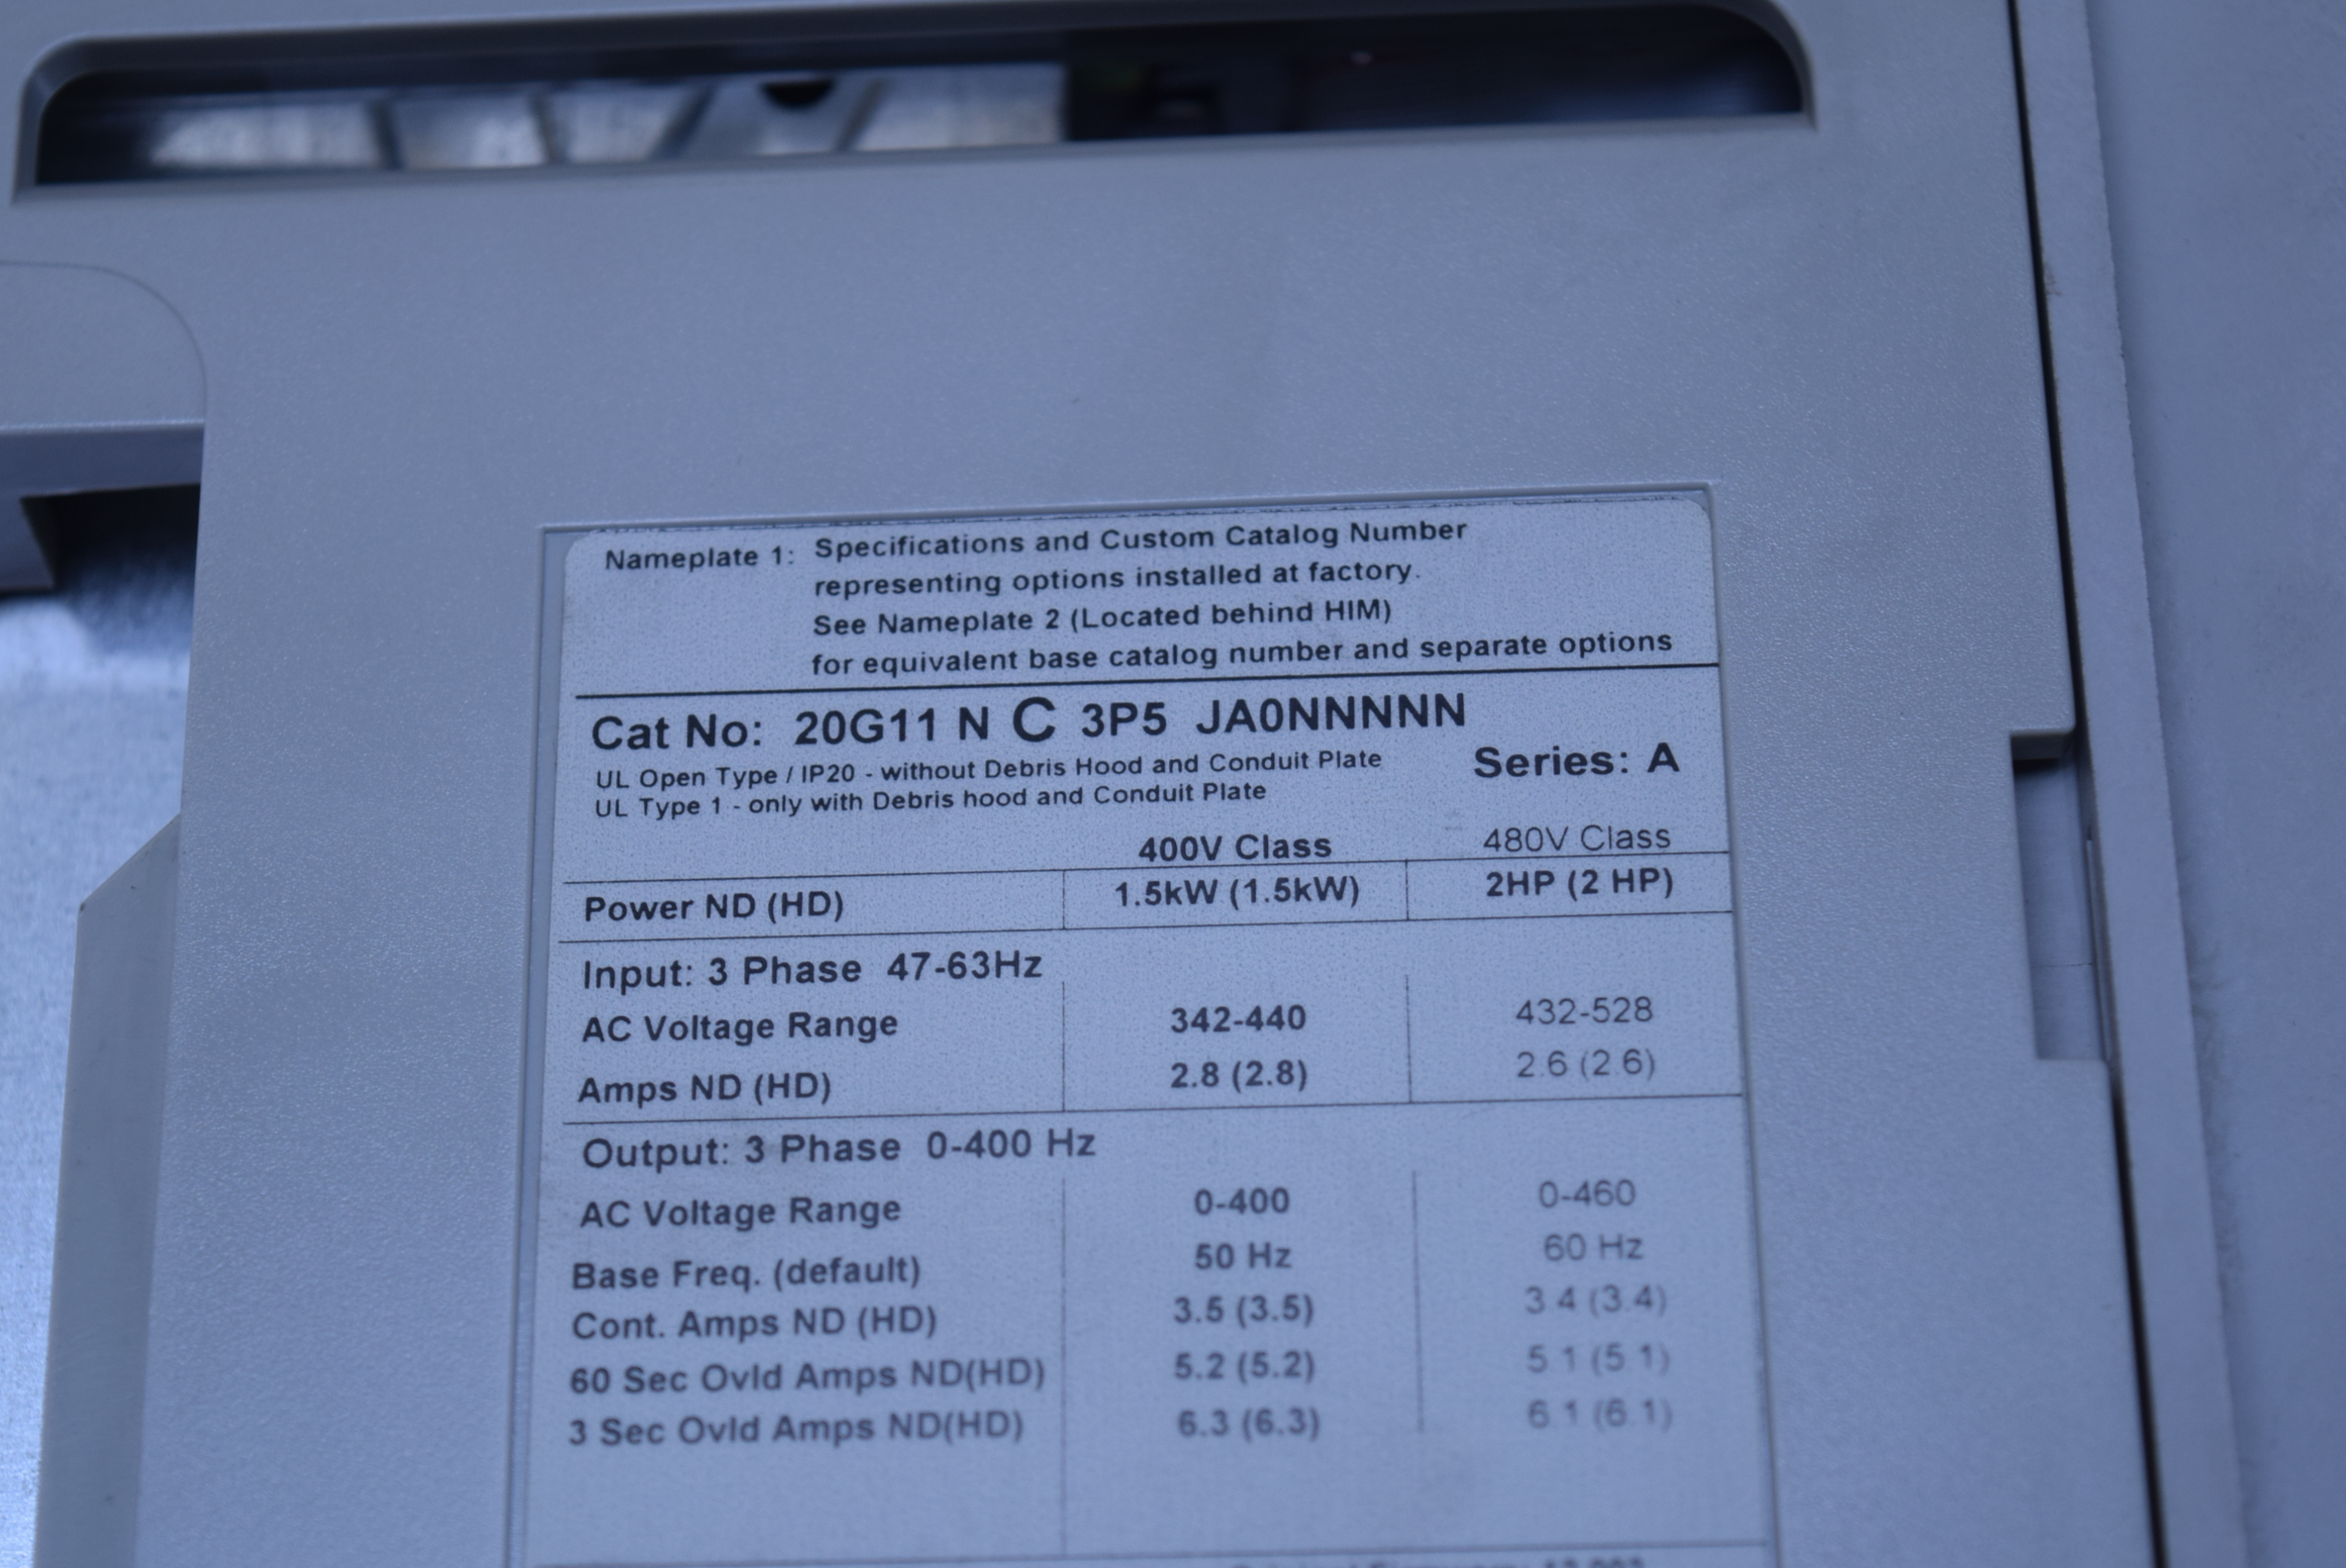 Nameplate 1: Specifications and Custom Catalog Number
representing options installed at factory.
See Nameplate 2 (Located behind HIM)
for equivalent base catalog number and separate options
Cat No: 20G11 N C 3P5 JA0NNNNN
UL Open Type / IP20 - without Debris Hood and Conduit Plate
Series: A
UL Type 1 - only with Debris hood and Conduit Plate
400V Class 480V Class
Power ND (HD) 1.5kW (1.5kW) 2HP (2 HP)
Input: 3 Phase 47-63Hz
AC Voltage Range 342-440 432-528
Amps ND (HD) 2.8 (2.8) 2.6 (2.6)
Output: 3 Phase 0-400 Hz
AC Voltage Range 0-400 0-460
Base Freq. (default) 50 Hz 60 Hz
Cont. Amps ND (HD) 3.5 (3.5) 3.4 (3.4)
60 Sec Ovld Amps ND(HD) 5.2 (5.2) 5.1 (5.1)
3 Sec Ovld Amps ND(HD) 6.3 (6.3) 6.1 (6.1)